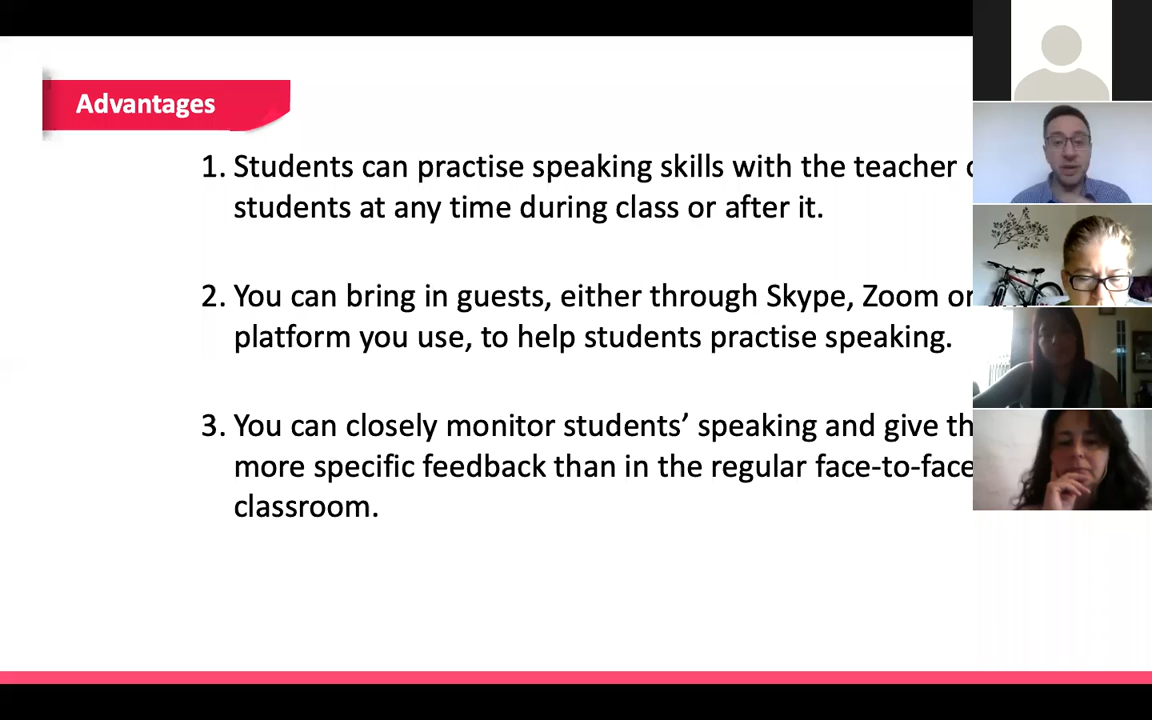 Advantages
1. Students can practise speaking skills with the teacher
students at any time during class or after it.
2. You can bring in guests, either through Skype, Zoom or
platform you use, to help students practise speaking.
3. You can closely monitor students’ speaking and give
more specific feedback than in the regular face-to-face
classroom.